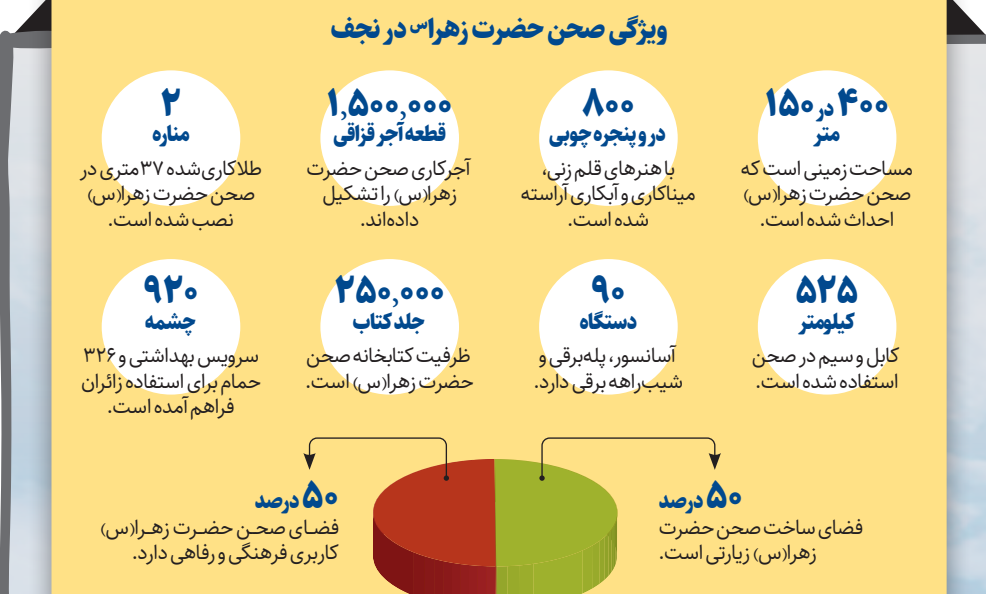 ویژگی صحن حضرت زهرا(س) در نجف
۴۰۰ در ۱۵۰
متر
مساحت زمینی است که
صحن حضرت زهرا(س)
احداث شده است.
۸۰۰
در و پنجره چوبی
با هنرهای قلم زنی،
میناکاری و آبکاری آراسته
شده است.
۱,۵۰۰,۰۰۰
قطعه آجر قزاقی
آجرکاری صحن حضرت
زهرا(س) را تشکیل
داده‌اند.
۲
مناره
طلاکاری‌شده ۳۷ متری در
صحن حضرت زهرا(س)
نصب شده است.
۵۲۵
کیلومتر
کابل و سیم در صحن
استفاده شده است.
۹۰
دستگاه
آسانسور، پله‌برقی و
شیب‌راهه برقی دارد.
۲۵۰,۰۰۰
جلد کتاب
ظرفیت کتابخانه صحن
حضرت زهرا(س) است.
۹۲۰
چشمه
سرویس بهداشتی و ۳۲۶
حمام برای استفاده زائران
فراهم آمده است.
۵۰ درصد
فضای ساخت صحن حضرت
زهرا(س) زیارتی است.
۵۰ درصد
فضـای صحـن حضـرت زهـرا(س)
کاربری فرهنگی و رفاهی دارد.